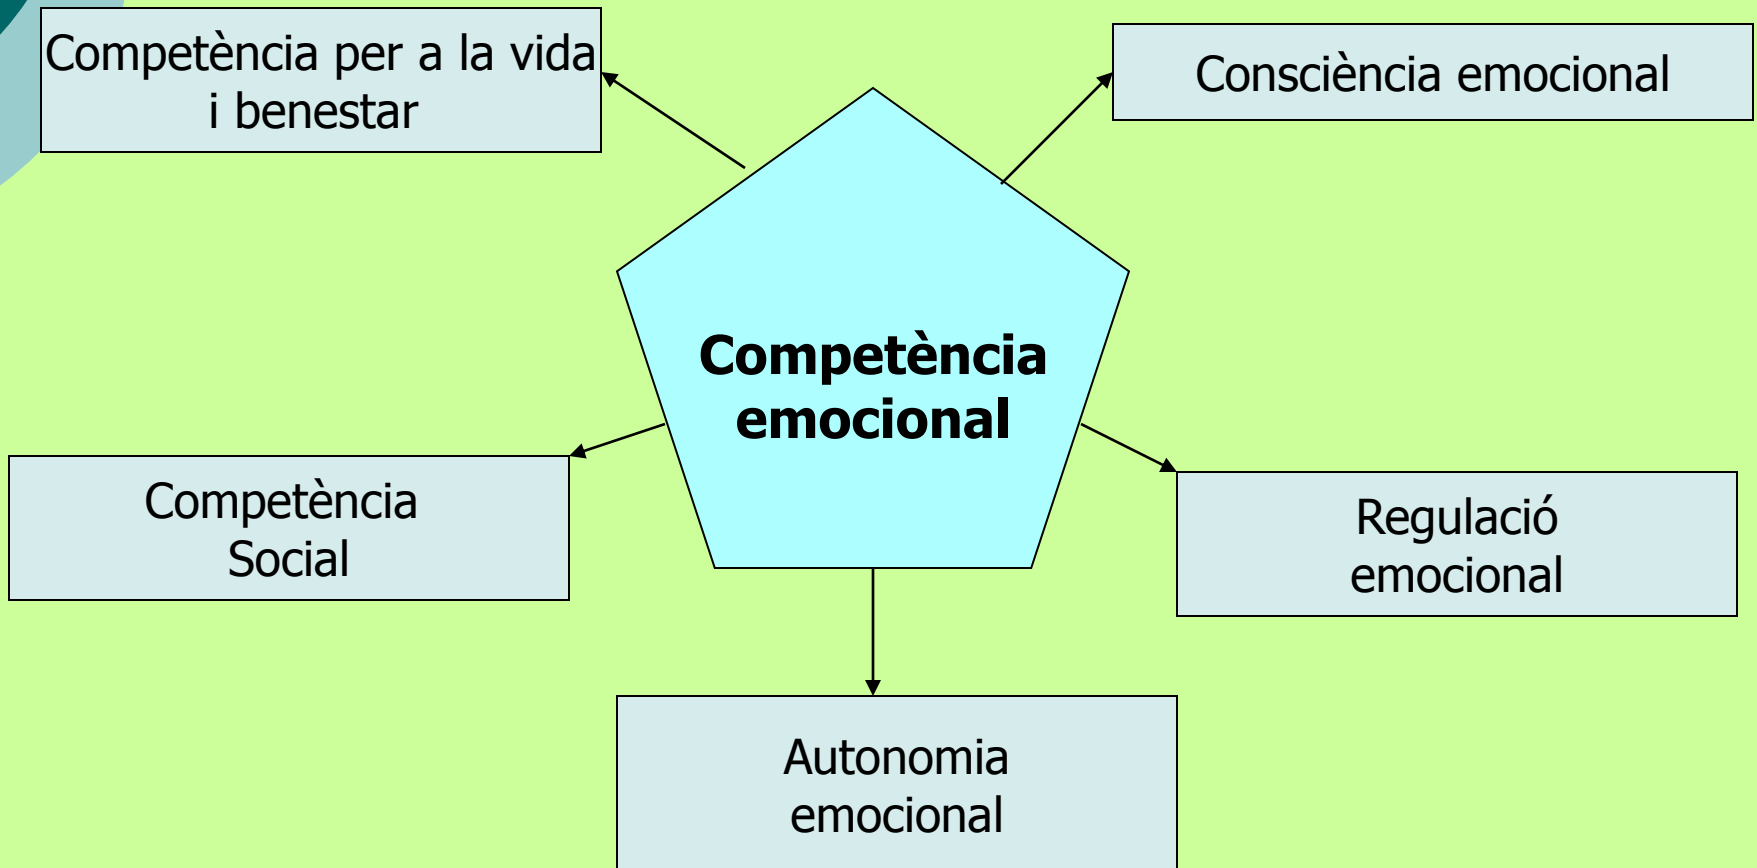 Competència per a la vida
i benestar
Consciència emocional
Competència
emocional
Competència
Social
Regulació
emocional
Autonomia
emocional